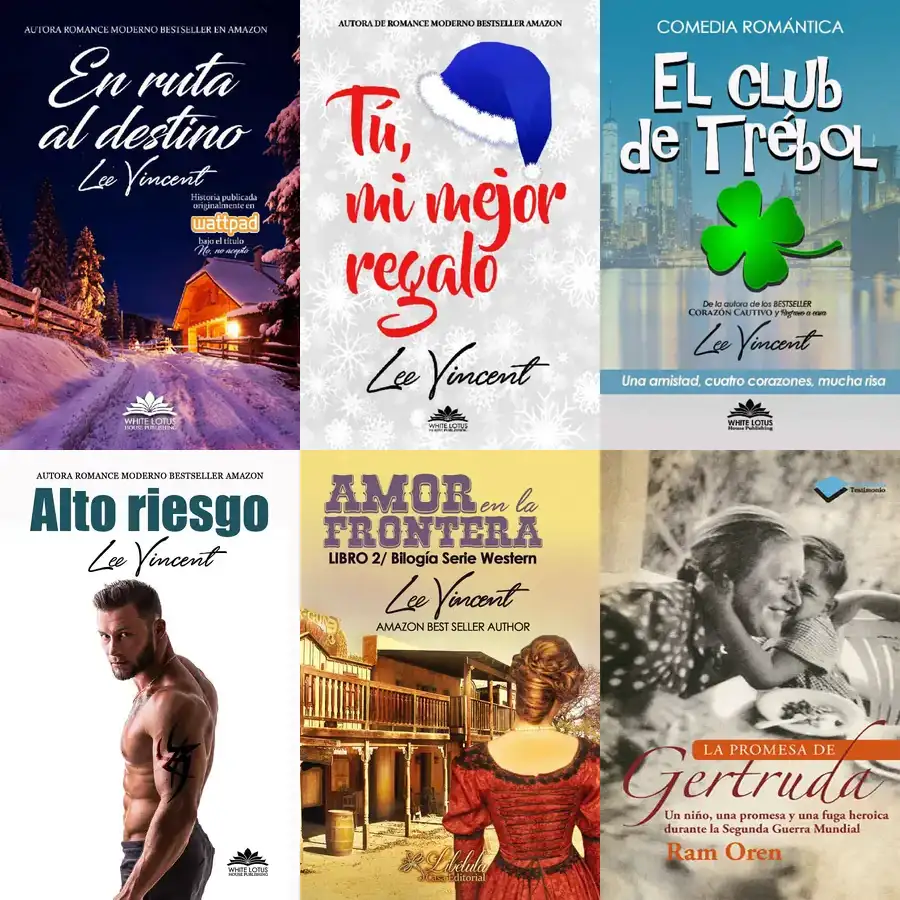 AUTORA ROMANCE MODERNO BESTSELLER EN AMAZON
En ruta
al destino
Lee Vincent
Historia publicada
originalmente en
wattpad
bajo el título
No, no acepto
WHITE LOTUS
HOUSE PUBLISHING
AUTORA DE ROMANCE MODERNO BESTSELLER AMAZON
Tú,
mi mejor
regalo
Lee Vincent
WHITE LOTUS
HOUSE PUBLISHING
COMEDIA ROMÁNTICA
EL CLUB
de Trébol
De la autora de los BESTSELLER
CORAZÓN CAUTIVO y Regreso a casa
Lee Vincent
Una amistad, cuatro corazones, mucha risa
WHITE LOTUS
House Publishing
AUTORA ROMANCE MODERNO BESTSELLER AMAZON
Alto riesgo
Lee Vincent
WHITE LOTUS
HOUSE PUBLISHING
AMOR en la
FRONTERA
LIBRO 2/ Bilogía Serie Western
Lee Vincent
AMAZON BEST SELLER AUTHOR
Libélula
Casa Editorial
Testimonio
LA PROMESA DE
Gertruda
Un niño, una promesa y una fuga heroica
durante la Segunda Guerra Mundial
Ram Oren